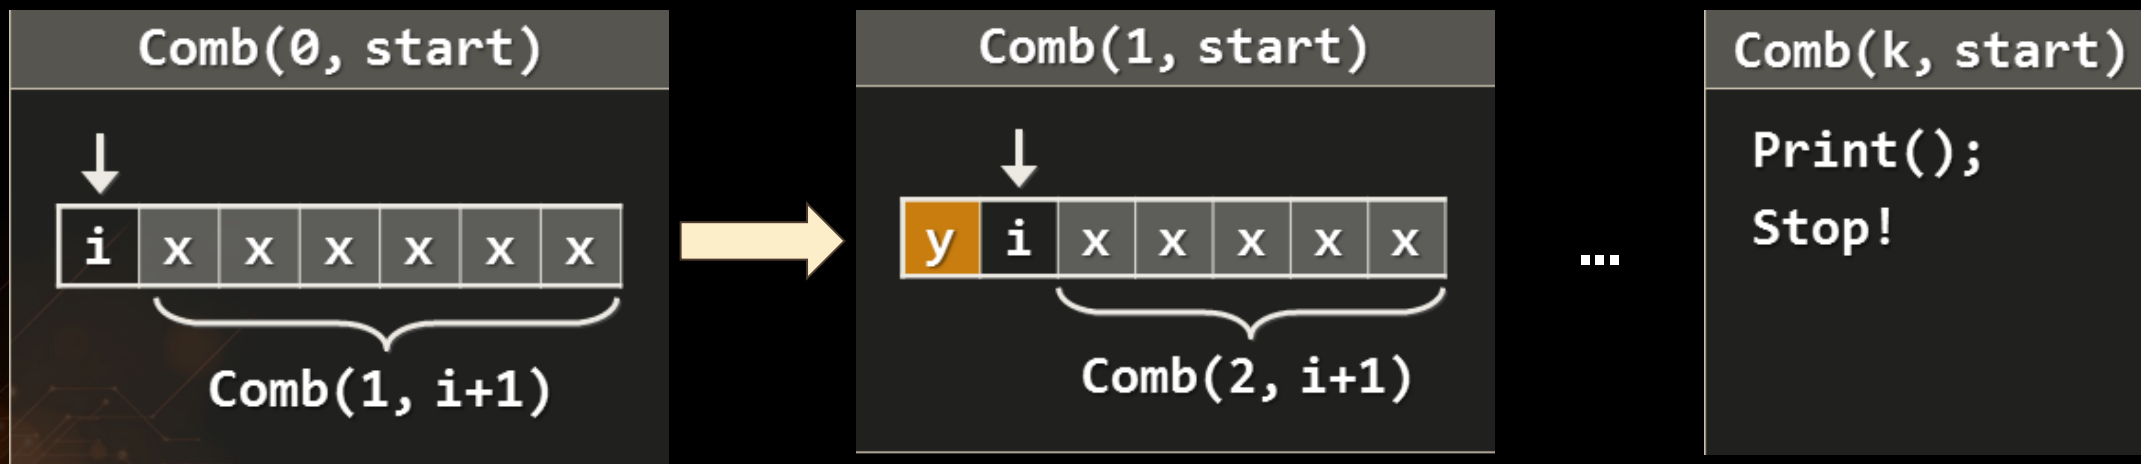 Comb(0, start)
i x x x x x x
Comb(1, i+1)
Comb(1, start)
y i x x x x x
Comb(2, i+1)
...
Comb(k, start)
Print();
Stop!